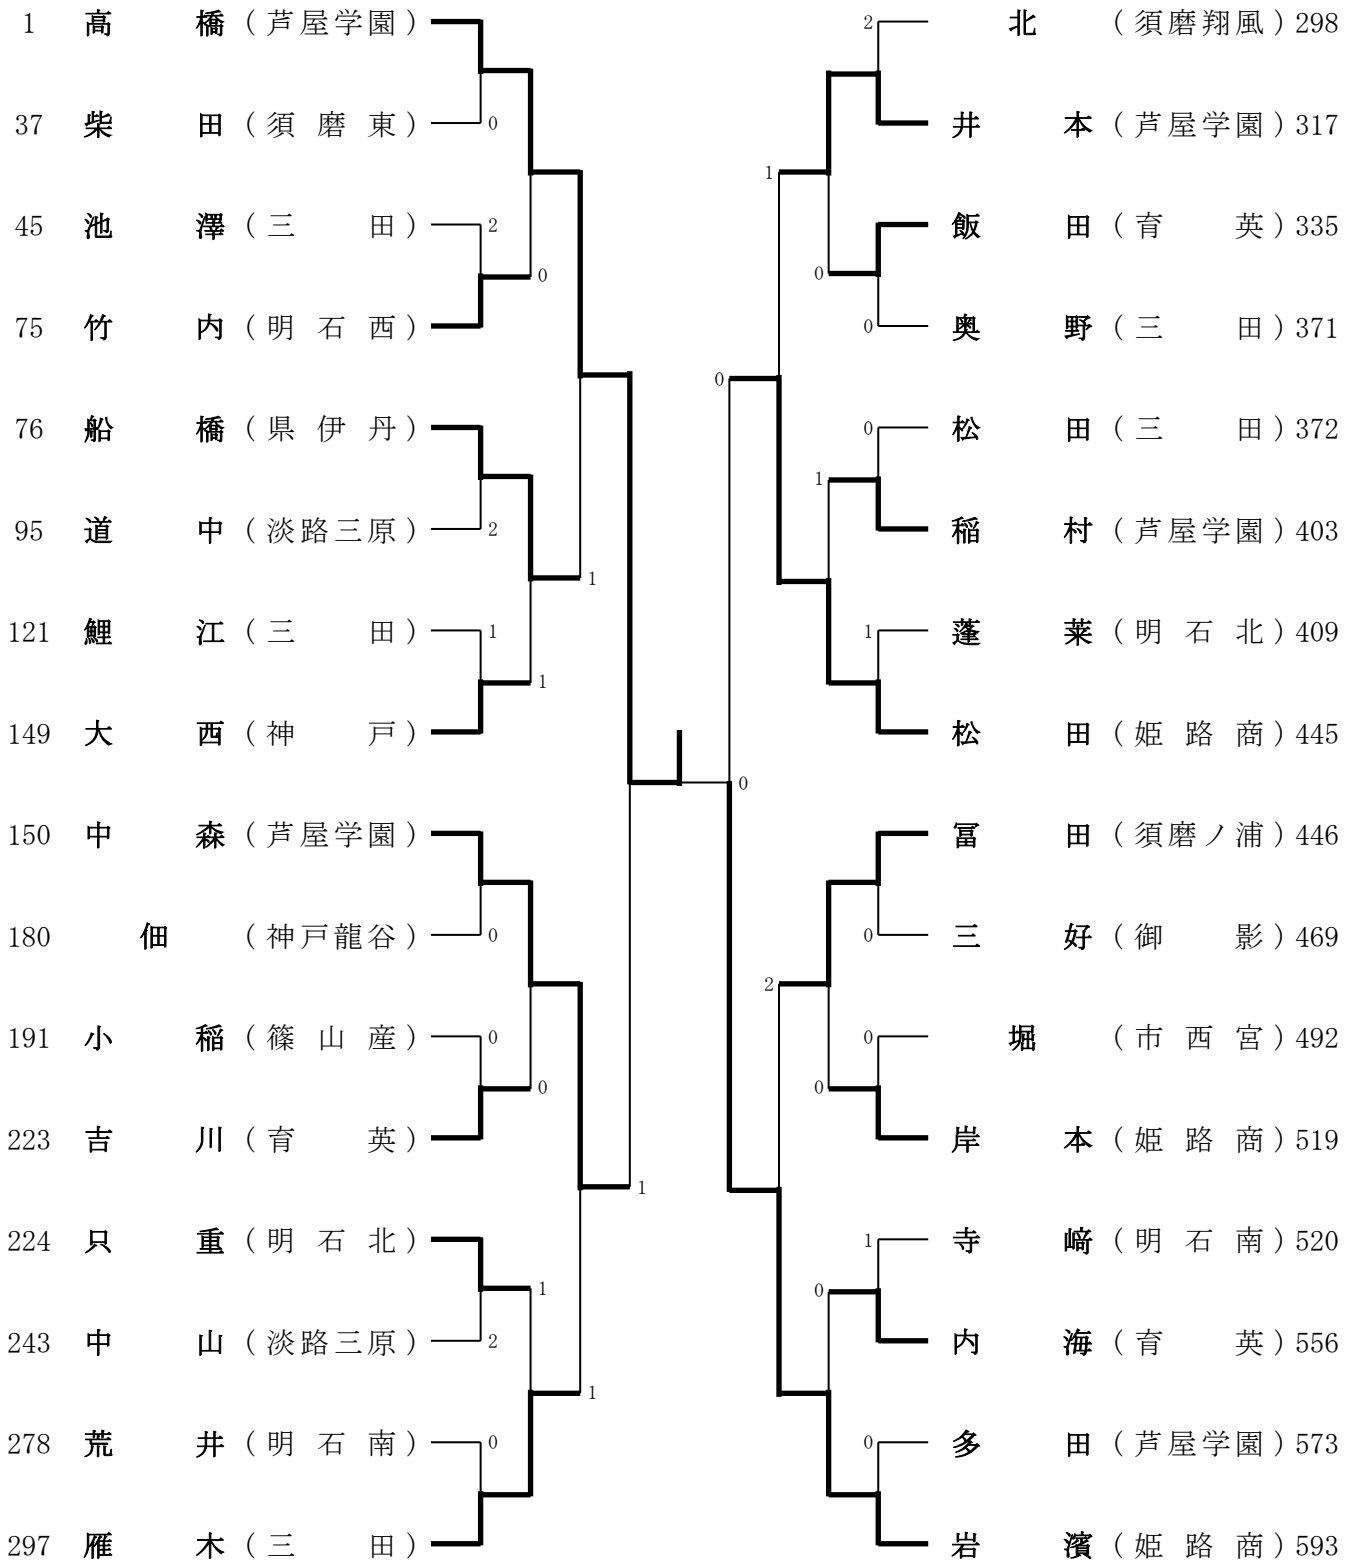 1 高橋（芦屋学園） 2 北（須磨翔風）298
37 柴田（須磨東） 0 井本（芦屋学園）317
1
45 池澤（三田） 2 飯田（育英）335
0 0
75 竹内（明石西） 0 奥野（三田）371
0
76 船橋（県伊丹） 0 松田（三田）372
1
95 道中（淡路三原） 2 稲村（芦屋学園）403
1
121 鯉江（三田） 1 1 蓬莱（明石北）409
1
149 大西（神戸） 松田（姫路商）445
0
150 中森（芦屋学園） 冨田（須磨ノ浦）446
180 佃（神戸龍谷） 0 0 三好（御影）469
2
191 小稲（篠山産） 0 0 堀（市西宮）492
0 0
223 吉川（育英） 岸本（姫路商）519
1
224 只重（明石北） 1 寺﨑（明石南）520
1 0
243 中山（淡路三原） 2 内海（育英）556
1
278 荒井（明石南） 0 0 多田（芦屋学園）573
297 雁木（三田） 岩濱（姫路商）593